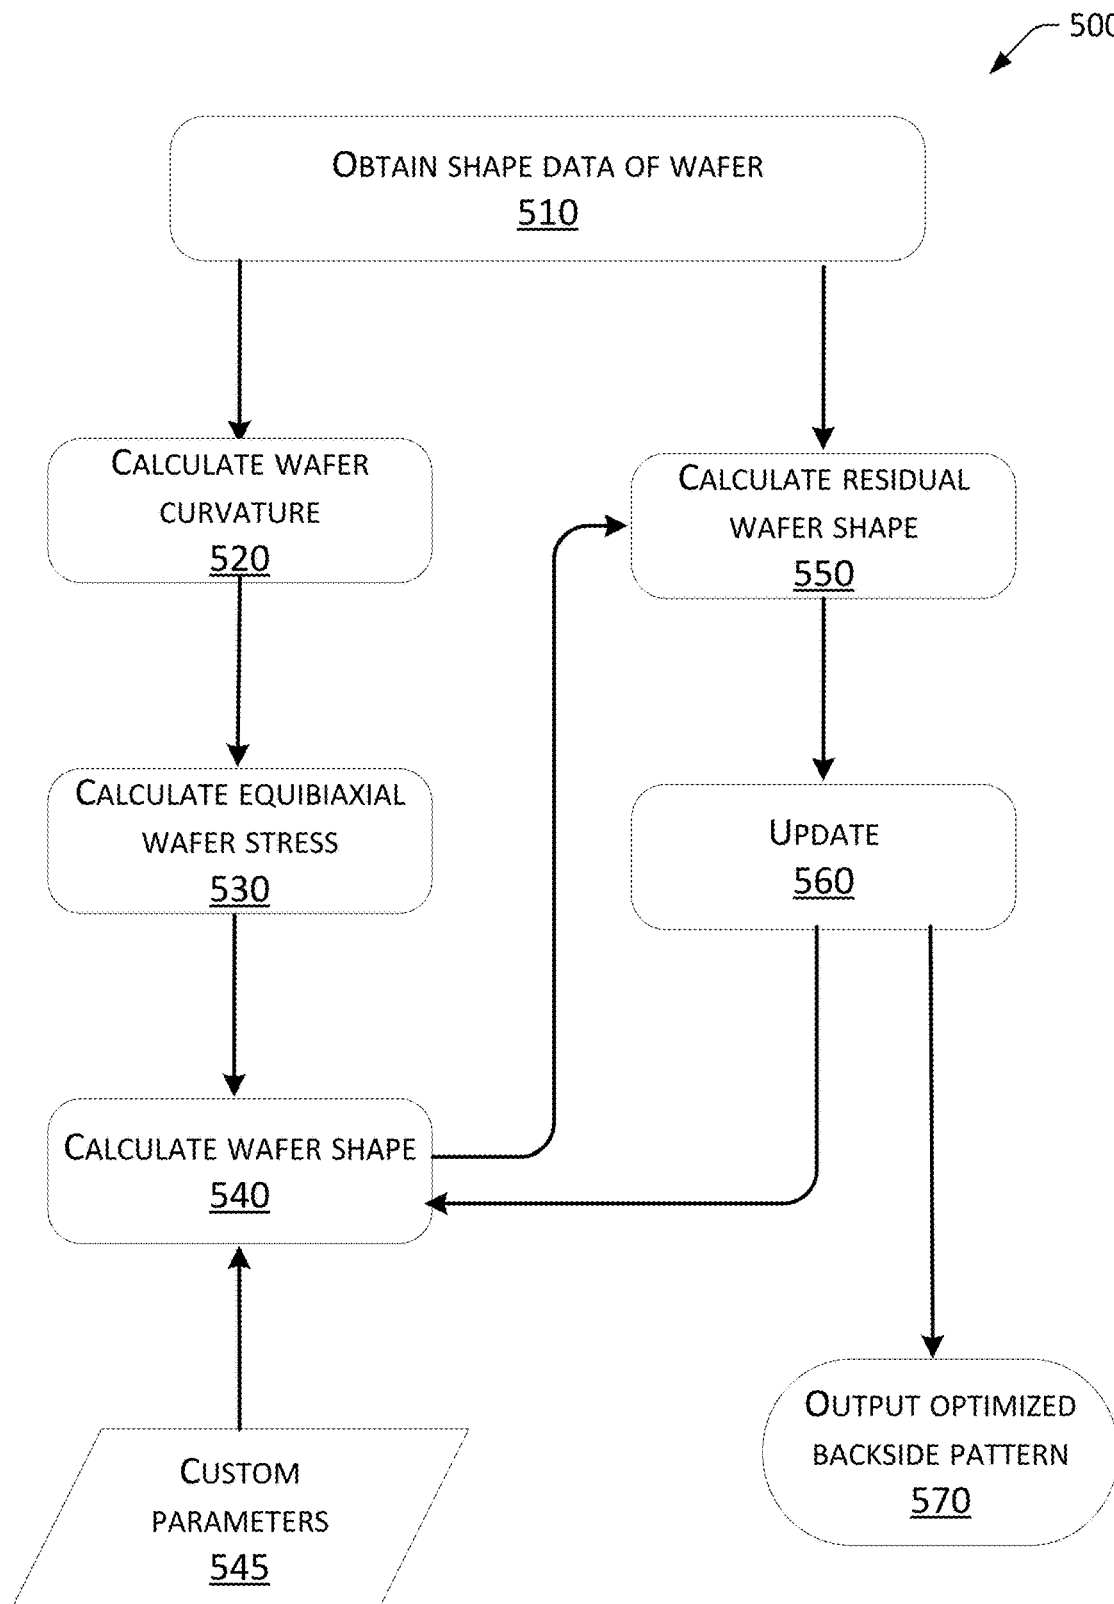 500
OBTAIN SHAPE DATA OF WAFER
510
CALCULATE WAFER
CURVATURE
520
CALCULATE RESIDUAL
WAFER SHAPE
550
CALCULATE EQUIBIAXIAL
WAFER STRESS
530
UPDATE
560
CALCULATE WAFER SHAPE
540
OUTPUT OPTIMIZED
BACKSIDE PATTERN
570
CUSTOM
PARAMETERS
545